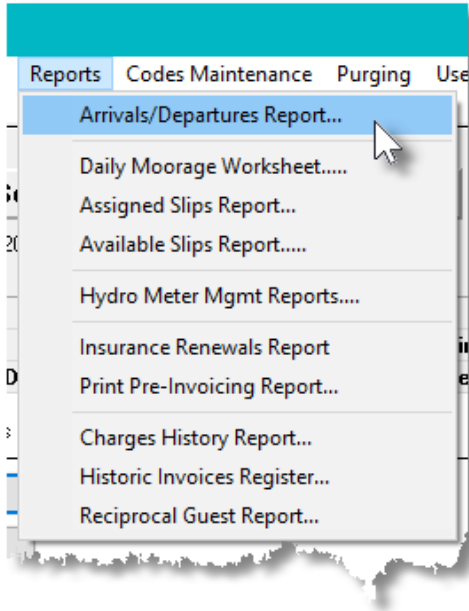 Reports Codes Maintenance Purging Use
Arrivals/Departures Report...
Daily Moorage Worksheet.....
Assigned Slips Report...
Available Slips Report.....
Hydro Meter Mgmt Reports....
Insurance Renewals Report
Print Pre-Invoicing Report...
Charges History Report...
Historic Invoices Register...
Reciprocal Guest Report...